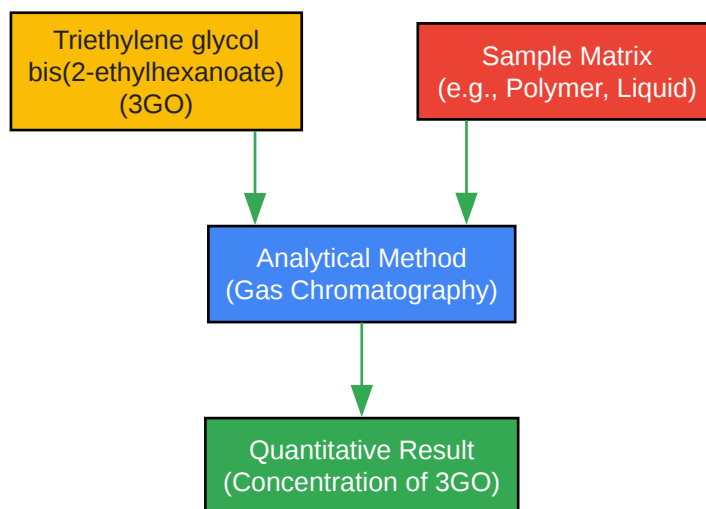 Triethylene glycol
bis(2-ethylhexanoate)
(3GO)
Sample Matrix
(e.g., Polymer, Liquid)
Analytical Method
(Gas Chromatography)
Quantitative Result
(Concentration of 3GO)